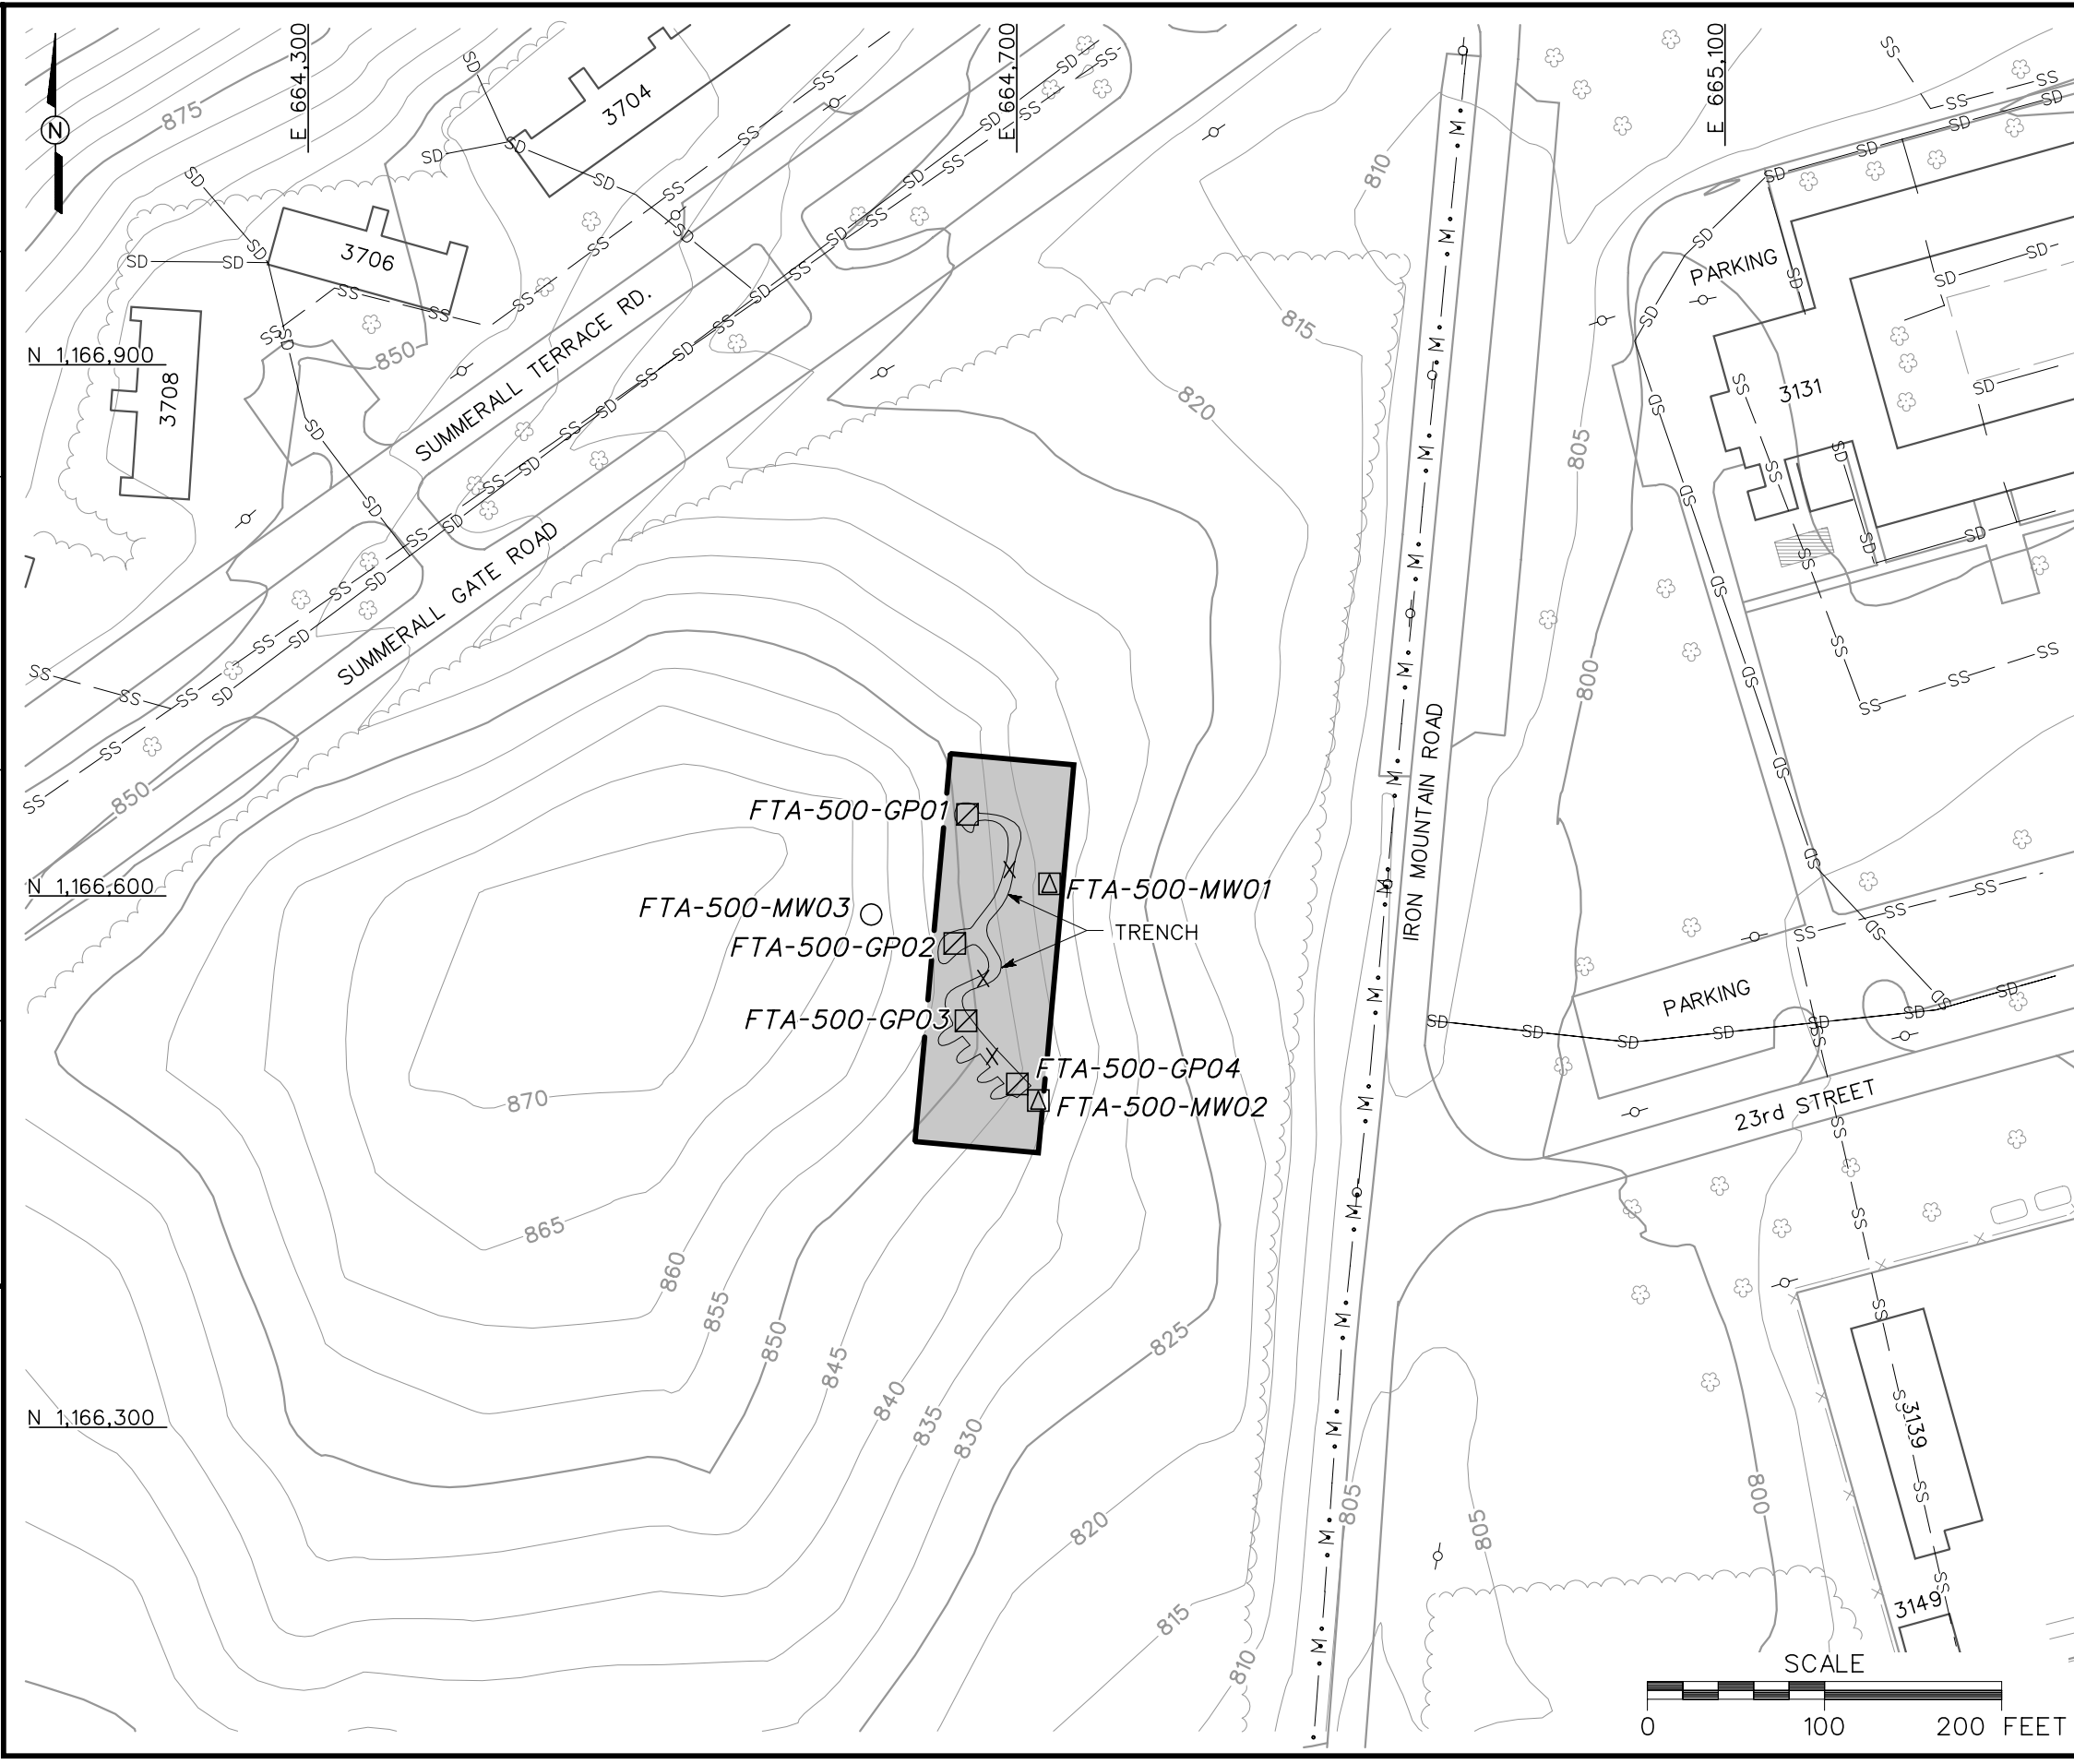 E 664,300
E 664,700
E 665,100
N
875
3704
3706
3708
N 1,166,900
850
SUMMERALL TERRACE RD.
SUMMERALL GATE ROAD
810
815
820
805
800
PARKING
3131
850
N 1,166,600
FTA-500-GP01
FTA-500-MW01
FTA-500-MW03
FTA-500-GP02
TRENCH
FTA-500-GP03
FTA-500-GP04
FTA-500-MW02
IRON MOUNTAIN ROAD
PARKING
23rd STREET
870
865
860
855
850
845
840
835
830
825
820
815
810
805
805
800
N 1,166,300
3139
3149
SCALE
0 100 200 FEET